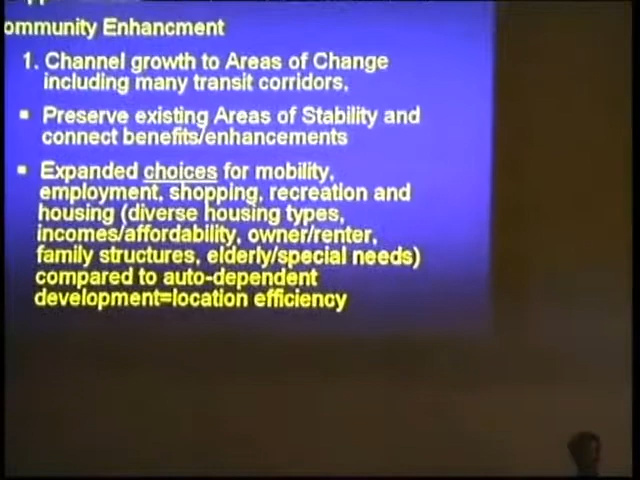 ommunity Enhancment
1. Channel growth to Areas of Change
including many transit corridors,
▪ Preserve existing Areas of Stability and
connect benefits/enhancements
▪ Expanded choices for mobility,
employment, shopping, recreation and
housing (diverse housing types,
incomes/affordability, owner/renter,
family structures, elderly/special needs)
compared to auto-dependent
development=location efficiency